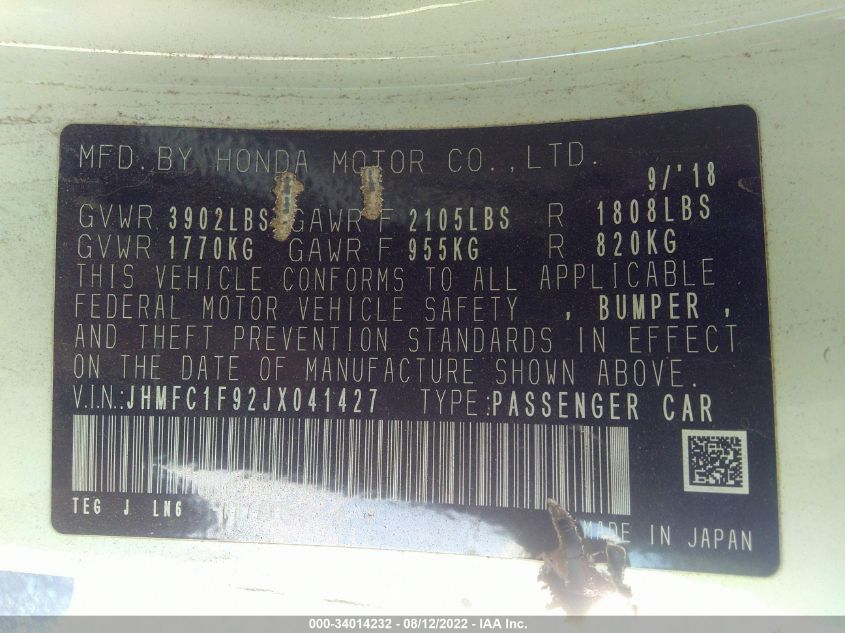 MFD. BY HONDA MOTOR CO., LTD.
9/'18
GVWR 3902LBS GAWR F 2105LBS R 1808LBS
GVWR 1770KG GAWR F 955KG R 820KG
THIS VEHICLE CONFORMS TO ALL APPLICABLE
FEDERAL MOTOR VEHICLE SAFETY , BUMPER ,
AND THEFT PREVENTION STANDARDS IN EFFECT
ON THE DATE OF MANUFACTURE SHOWN ABOVE.
V.I.N.:JHMFC1F92JX041427 TYPE:PASSENGER CAR
TEG J LNG
MADE IN JAPAN
000-34014232 - 08/12/2022 - IAA Inc.